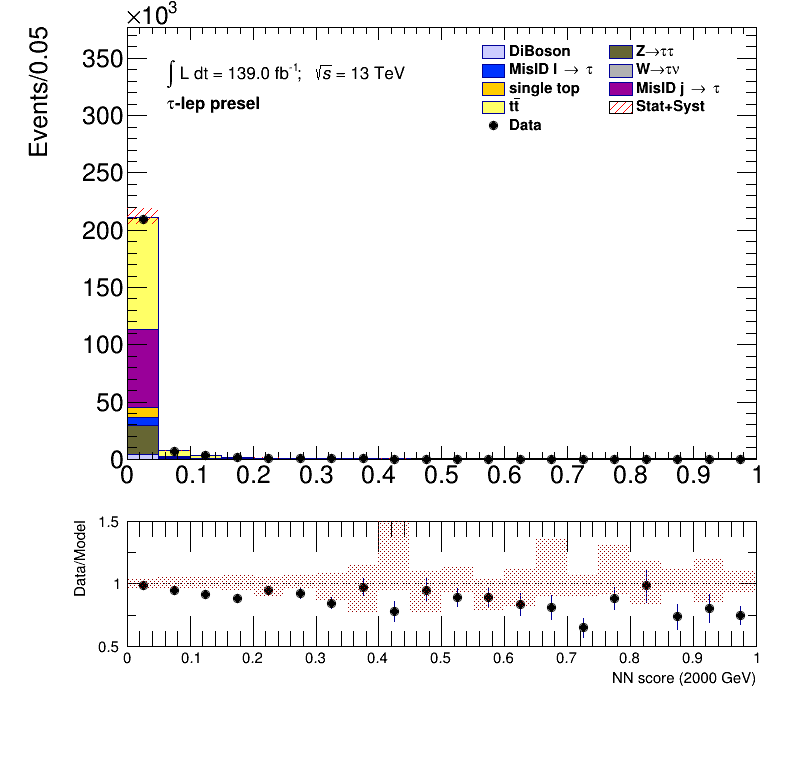 ×10³
Events/0.05
350
300
250
200
150
100
50
0
∫ L dt = 139.0 fb⁻¹; √s = 13 TeV
τ-lep presel
DiBoson
MisID l → τ
single top
tt̄
Data
Z→ττ
W→τν
MisID j → τ
Stat+Syst
0 0.1 0.2 0.3 0.4 0.5 0.6 0.7 0.8 0.9 1
Data/Model
1.5
1
0.5
0 0.1 0.2 0.3 0.4 0.5 0.6 0.7 0.8 0.9 1
NN score (2000 GeV)